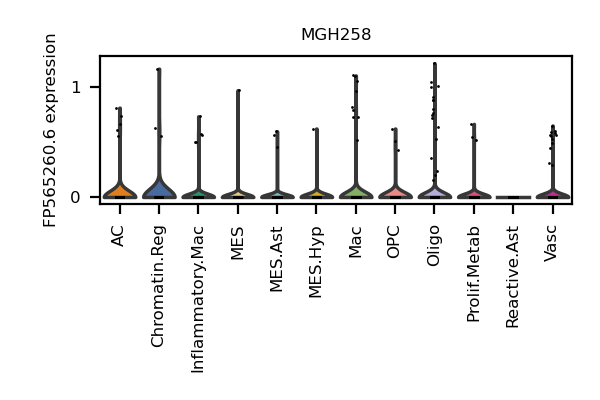 MGH258
FP565260.6 expression
1
0
AC
Chromatin.Reg
Inflammatory.Mac
MES
MES.Ast
MES.Hyp
Mac
OPC
Oligo
Prolif.Metab
Reactive.Ast
Vasc